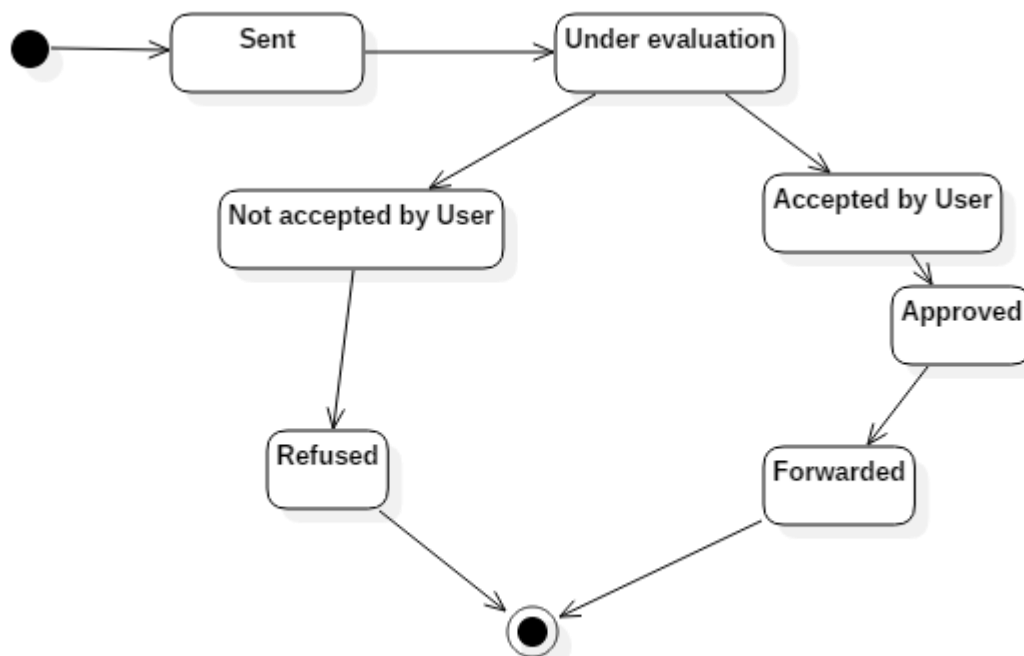 Sent
Under evaluation
Not accepted by User
Accepted by User
Approved
Refused
Forwarded